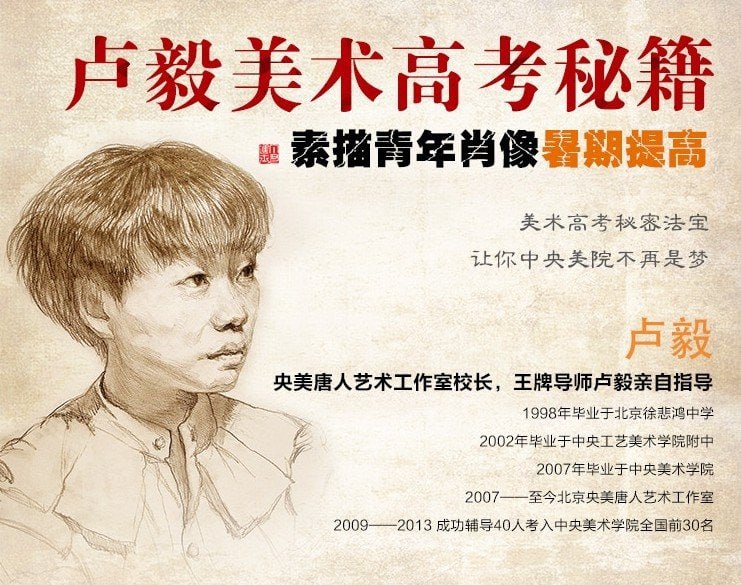 卢毅美术高考秘籍
素描青年肖像暑期提高
美术高考秘密法宝
让你中央美院不再是梦
卢毅
央美唐人艺术工作室校长，王牌导师卢毅亲自指导
1998年毕业于北京徐悲鸿中学
2002年毕业于中央工艺美术学院附中
2007年毕业于中央美术学院
2007——至今北京央美唐人艺术工作室
2009——2013 成功辅导40人考入中央美术学院全国前30名